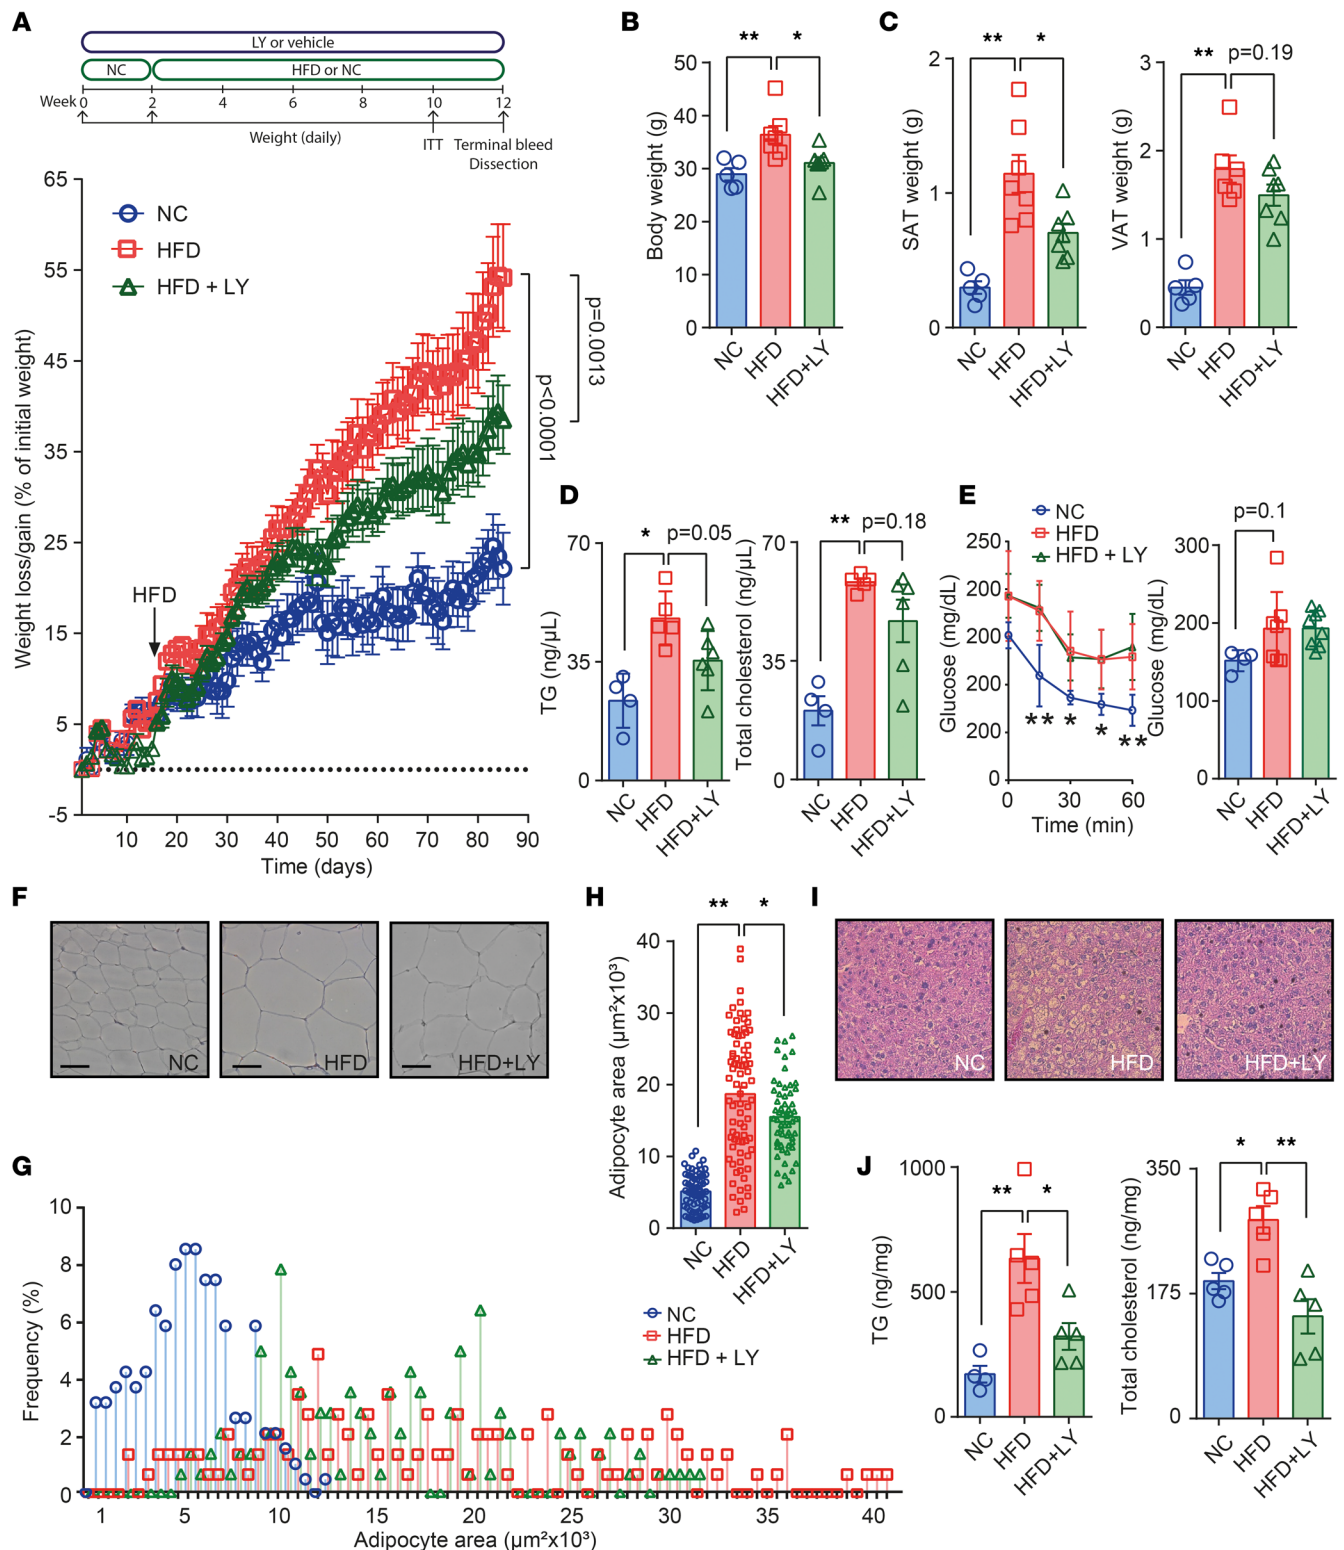 A
LY or vehicle
NC
HFD or NC
Week
0
2
4
6
8
10
12
Weight (daily)
ITT
Terminal bleed
Dissection
65
55
45
35
25
15
5
-5
Weight loss/gain (% of initial weight)
NC
HFD
HFD + LY
HFD
p<0.0001
p=0.0013
10 20 30 40 50 60 70 80 90
Time (days)
B
** *
50
40
30
20
10
0
Body weight (g)
NC
HFD
HFD+LY
C
** *
2
1
0
SAT weight (g)
NC
HFD
HFD+LY
** p=0.19
3
2
1
0
VAT weight (g)
NC
HFD
HFD+LY
D
* p=0.05
70
35
0
TG (ng/μL)
NC
HFD
HFD+LY
** p=0.18
70
35
0
Total cholesterol (ng/μL)
NC
HFD
HFD+LY
E
NC
HFD
HFD + LY
250
200
200
200
200
0
Glucose (mg/dL)
** * * **
0 30 60
Time (min)
p=0.1
300
200
100
0
Glucose (mg/dL)
NC
HFD
HFD+LY
F
NC
HFD
HFD+LY
G
10
8
6
4
2
0
Frequency (%)
1 5 10 15 20 25 30 35 40
Adipocyte area (μm²x10³)
H
** *
40
30
20
10
0
Adipocyte area (μm²x10³)
NC
HFD
HFD+LY
NC
HFD
HFD + LY
I
NC
HFD
HFD+LY
J
** *
1000
500
0
TG (ng/mg)
NC
HFD
HFD+LY
* **
350
175
0
Total cholesterol (ng/mg)
NC
HFD
HFD+LY